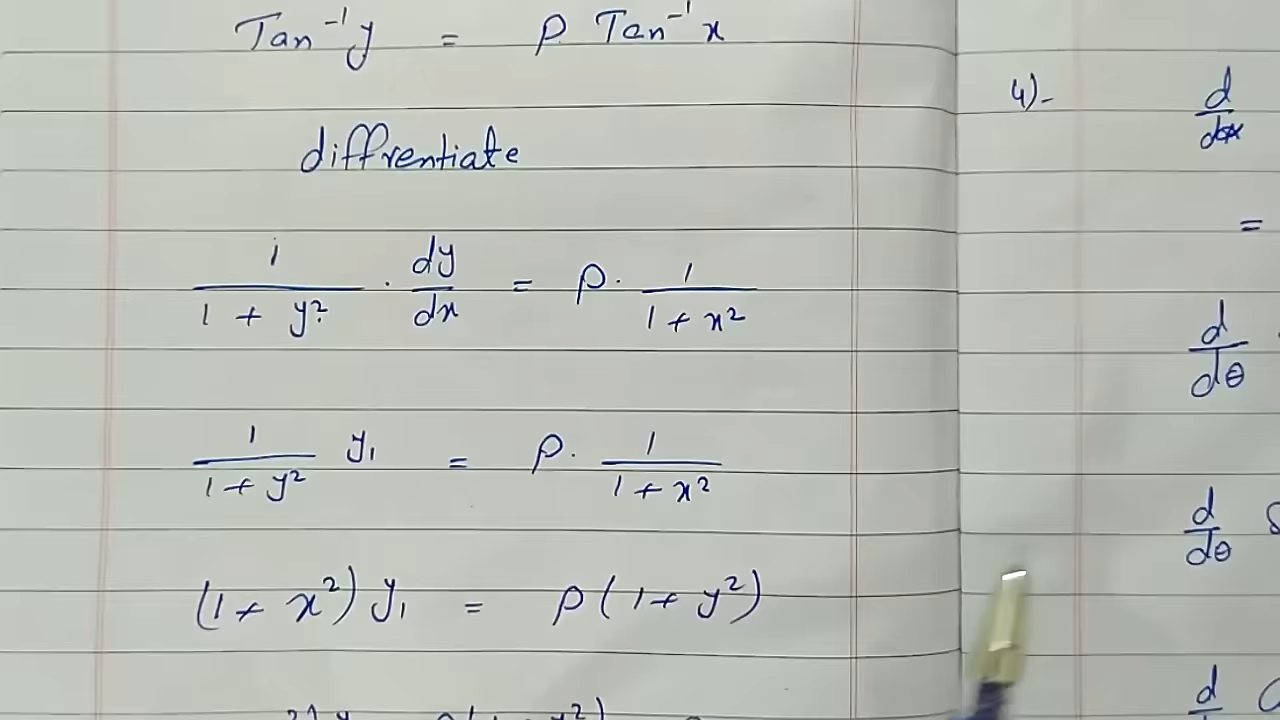 Tan⁻¹y = p Tan⁻¹x
diffrentiate
1/(1 + y²) · dy/dx = p · 1/(1 + x²)
1/(1 + y²) y₁ = p · 1/(1 + x²)
(1 + x²) y₁ = p(1 + y²)
4)- d/dx
=
d/dθ
d/dθ
d